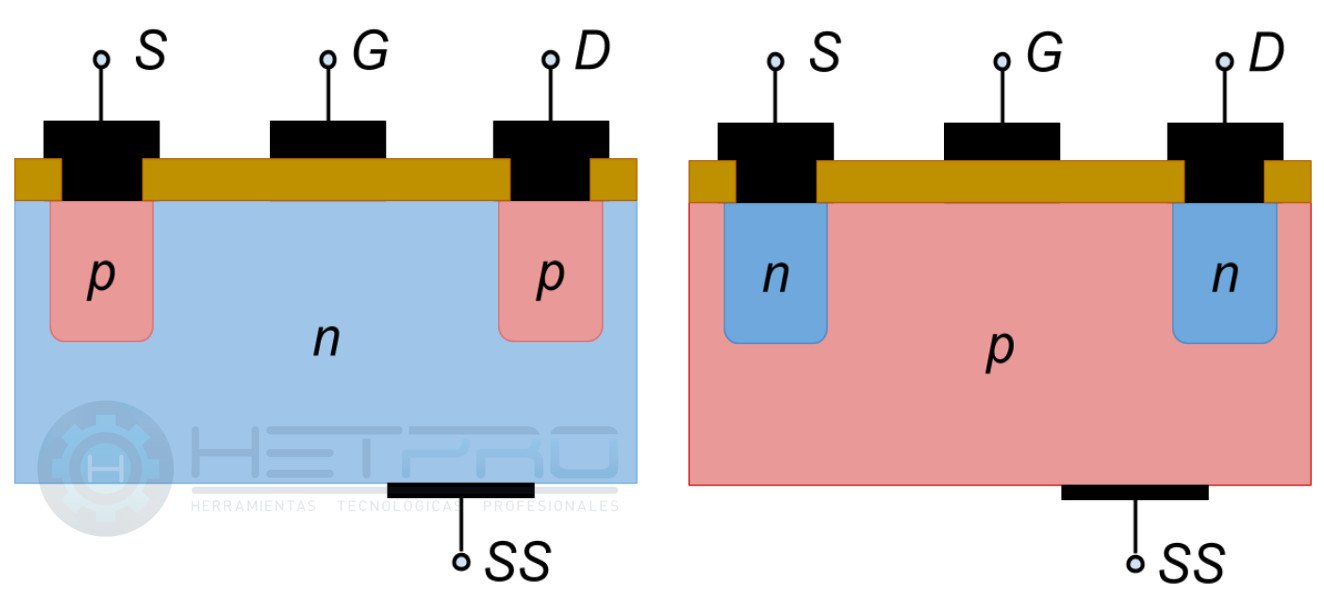 S G D S G D
p p n n
n p
HETPRO
HERRAMIENTAS TECNOLOGICAS PROFESIONALES
SS SS